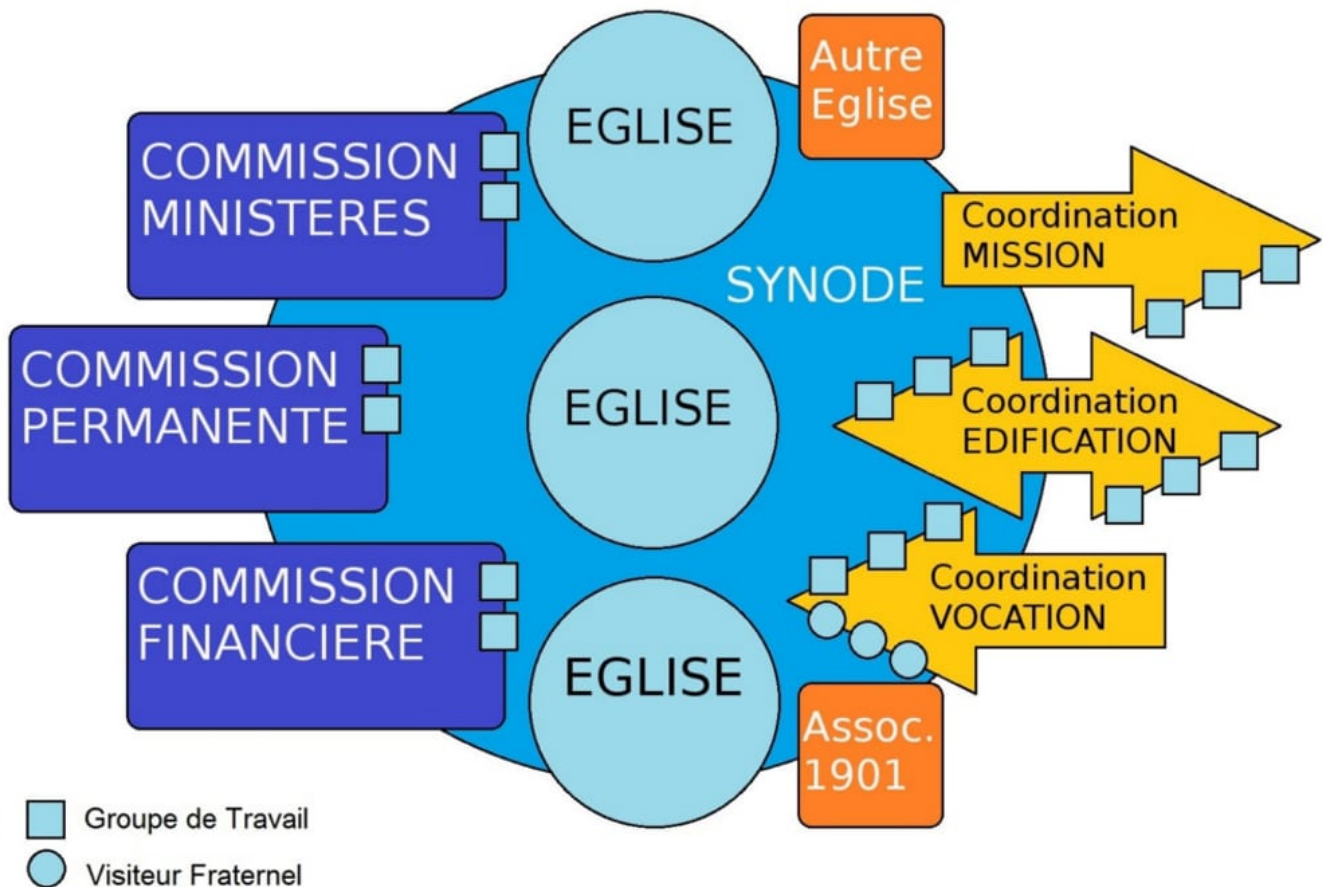 EGLISE
Autre
Eglise
COMMISSION
MINISTERES
Coordination
MISSION
SYNODE
COMMISSION
PERMANENTE
EGLISE
Coordination
EDIFICATION
COMMISSION
FINANCIERE
EGLISE
Coordination
VOCATION
Assoc.
1901
Groupe de Travail
Visiteur Fraternel